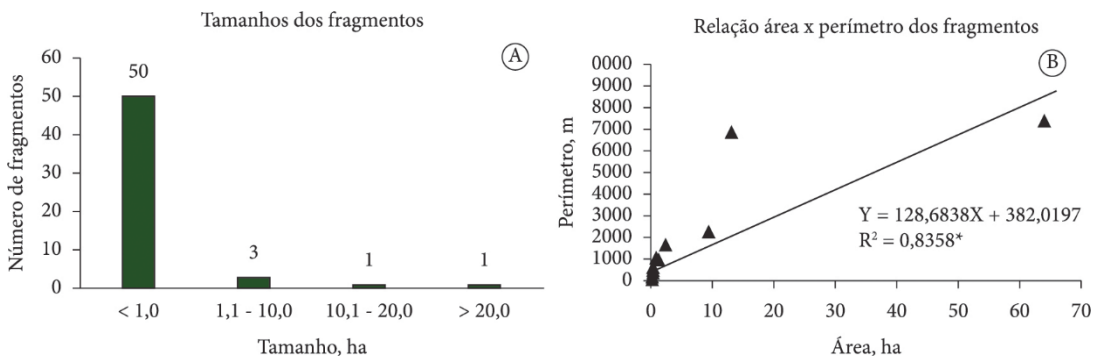 Tamanhos dos fragmentos
A
Número de fragmentos
60
50
40
30
20
10
0
50
3
1
1
< 1,0
1,1 - 10,0
10,1 - 20,0
> 20,0
Tamanho, ha
Relação área x perímetro dos fragmentos
B
Perímetro, m
0000
9000
8000
7000
6000
5000
4000
3000
2000
1000
0
Y = 128,6838X + 382,0197
R² = 0,8358*
0
10
20
30
40
50
60
70
Área, ha